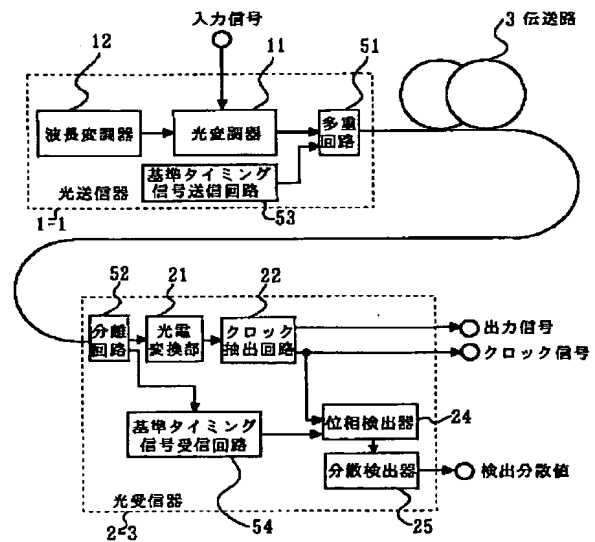 入力信号
12
11
51
3 伝送路
波長変調器
光変調器
多重
回路
基準タイミング
信号送信回路
光送信器
53
1-1
52
21
22
分離
回路
光電
変換部
クロック
抽出回路
出力信号
クロック信号
基準タイミング
信号受信回路
位相検出器
24
分散検出器
検出分散値
光受信器
54
25
2-3